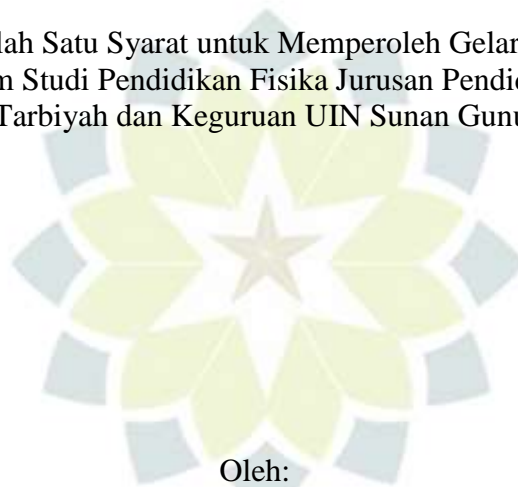 lah Satu Syarat untuk Memperoleh Gelar
m Studi Pendidikan Fisika Jurusan Pendid
Tarbiyah dan Keguruan UIN Sunan Gunu
Oleh: